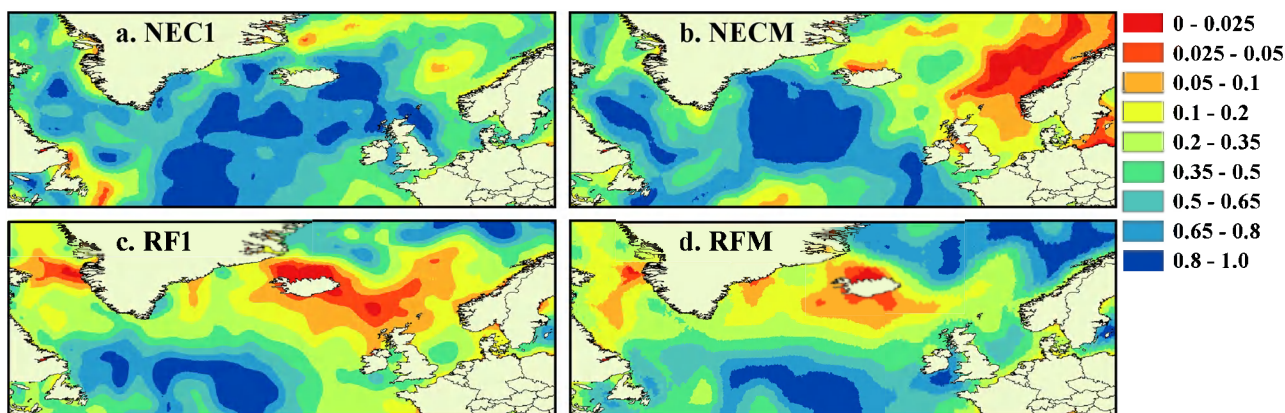 a. NEC1
b. NECM
c. RF1
d. RFM
0 - 0.025
0.025 - 0.05
0.05 - 0.1
0.1 - 0.2
0.2 - 0.35
0.35 - 0.5
0.5 - 0.65
0.65 - 0.8
0.8 - 1.0